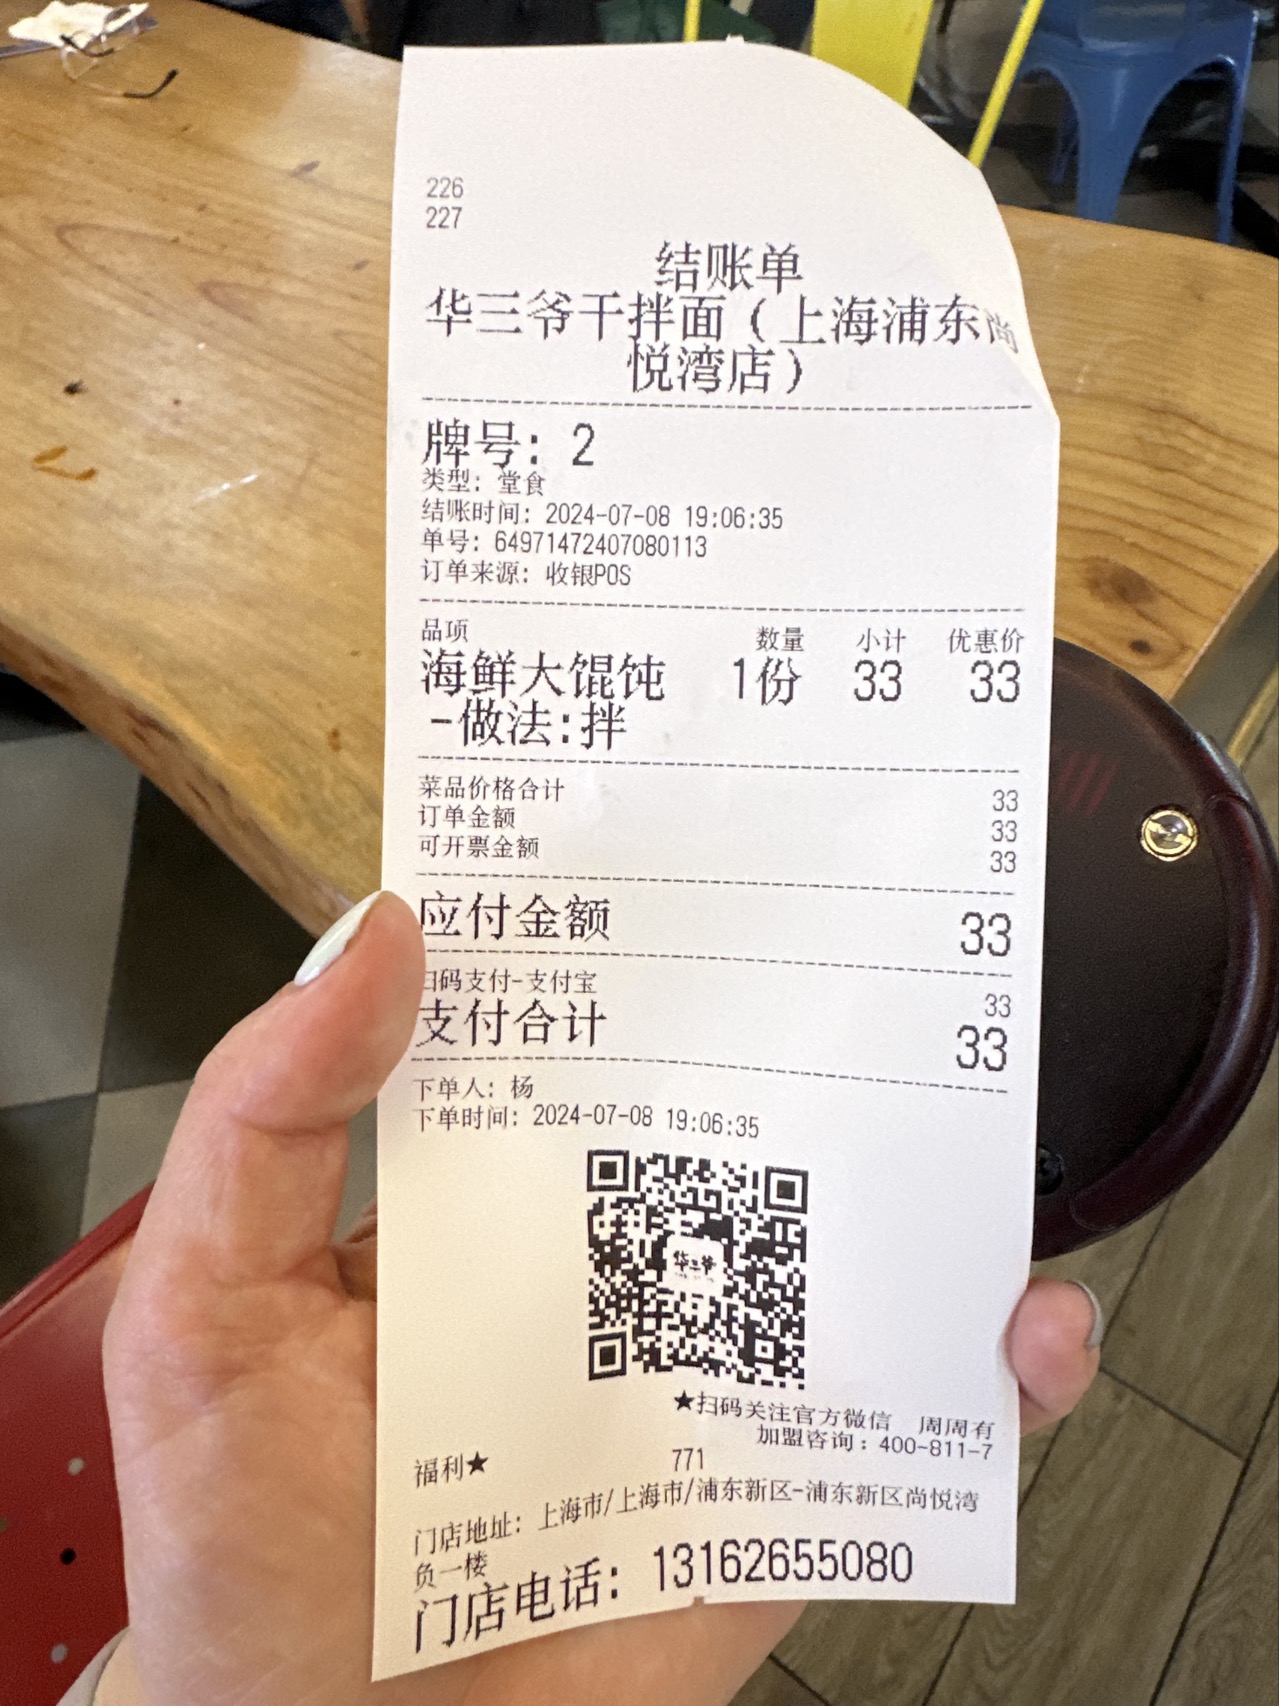 226
227
结账单
华三爷干拌面（上海浦东尚
悦湾店）
牌号: 2
类型: 堂食
结账时间: 2024-07-08 19:06:35
单号: 64971472407080113
订单来源: 收银POS
品项 数量 小计 优惠价
海鲜大馄饨 1份 33 33
-做法:拌
菜品价格合计 33
订单金额 33
可开票金额 33
应付金额 33
扫码支付-支付宝 33
支付合计 33
下单人: 杨
下单时间: 2024-07-08 19:06:35
华三爷
★扫码关注官方微信 周周有
福利★
加盟咨询：400-811-7
771
门店地址: 上海市/上海市/浦东新区-浦东新区尚悦湾
负一楼
门店电话: 13162655080